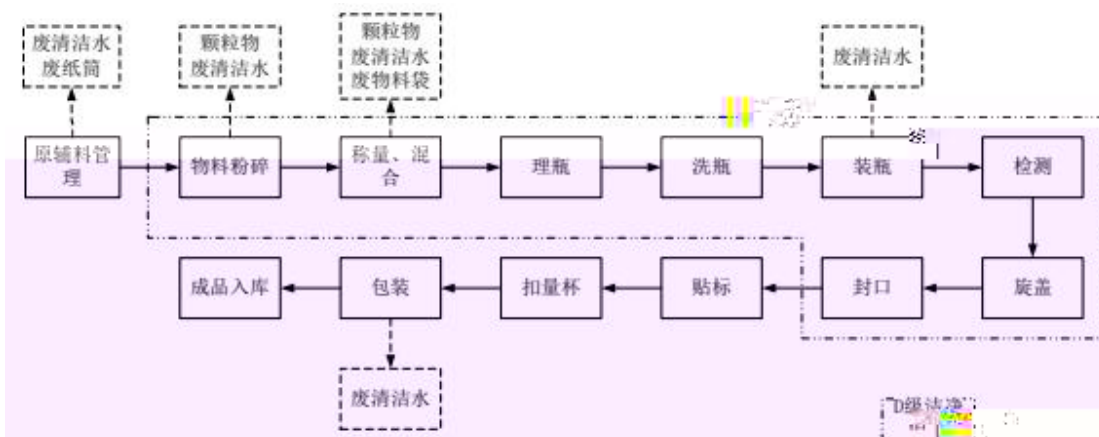 废清洁水
废纸筒
颗粒物
废清洁水
颗粒物
废清洁水
废物料袋
废清洁水
原辅料管
理
物料粉碎
称量、混
合
理瓶
洗瓶
装瓶
检测
成品入库
包装
扣量杯
贴标
封口
旋盖
废清洁水
D级洁净